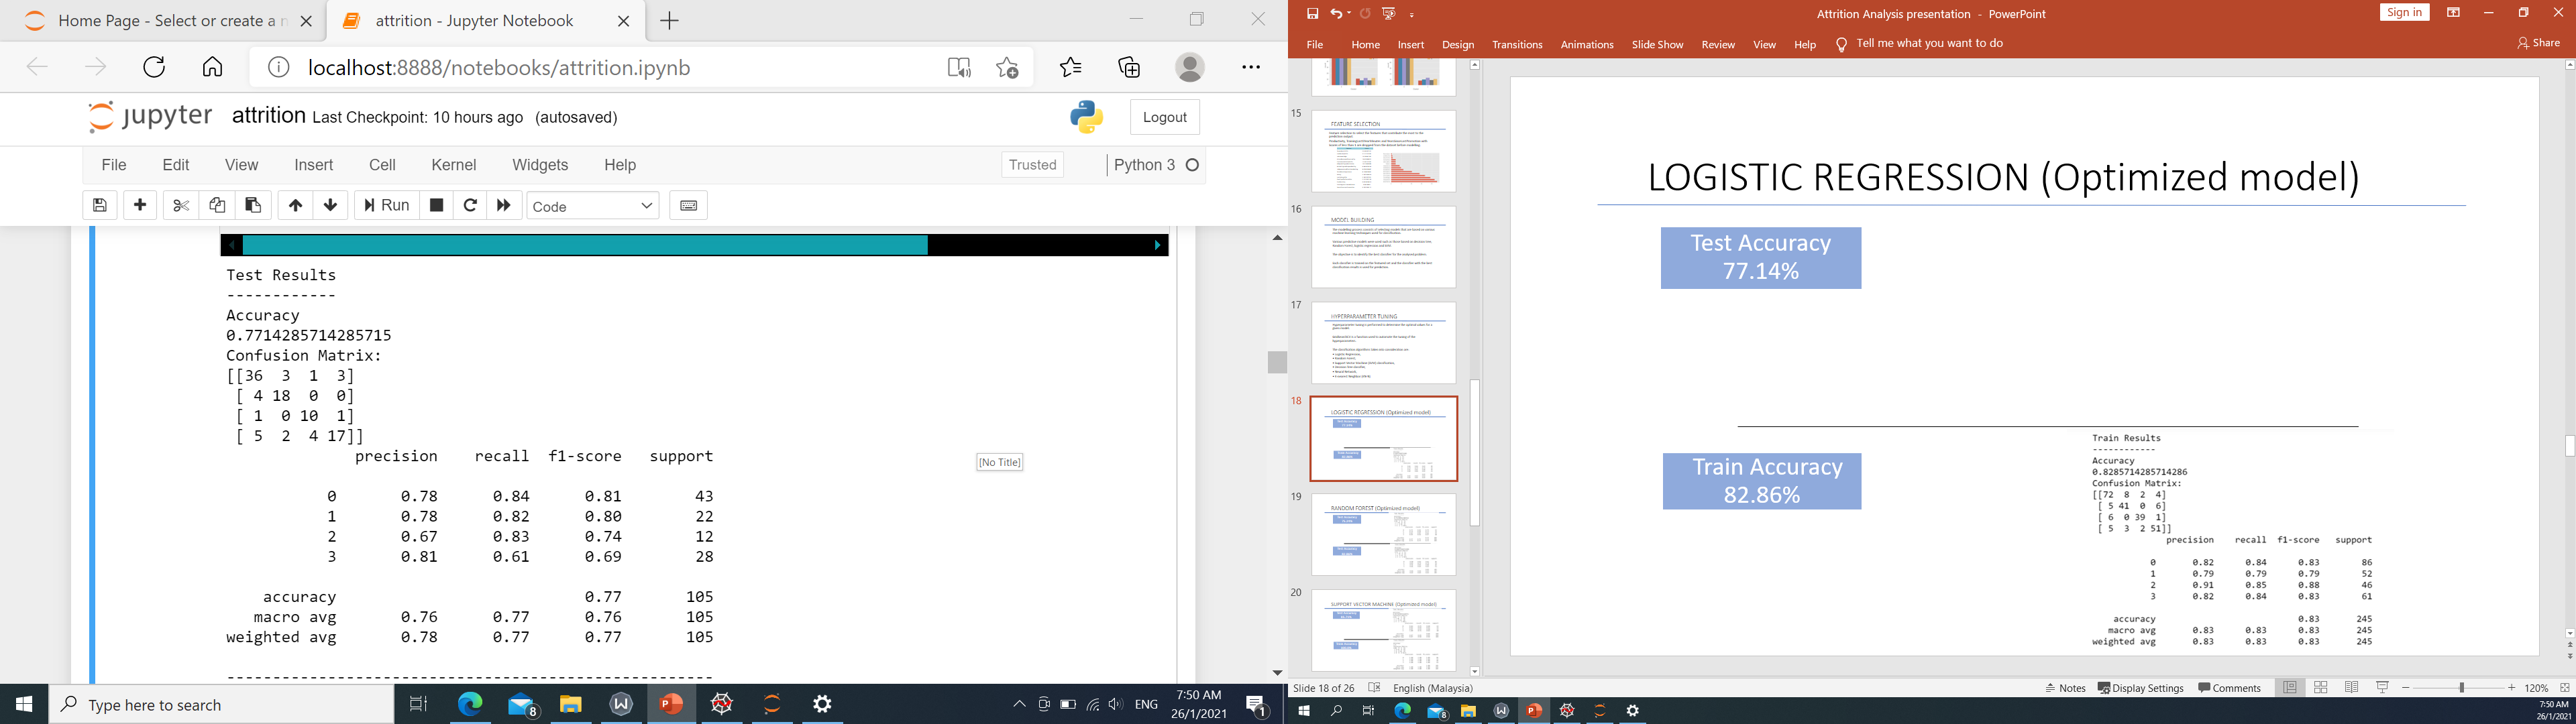 Home Page - Select or create a n
attrition - Jupyter Notebook
localhost:8888/notebooks/attrition.ipynb
jupyter attrition Last Checkpoint: 10 hours ago (autosaved)
Logout
File Edit View Insert Cell Kernel Widgets Help
Trusted
Python 3
Run
Code
Test Results
------------
Accuracy
0.7714285714285715
Confusion Matrix:
[[36 3 1 3]
[ 4 18 0 0]
[ 1 0 10 1]
[ 5 2 4 17]]
precision recall f1-score support
0 0.78 0.84 0.81 43
1 0.78 0.82 0.80 22
2 0.67 0.83 0.74 12
3 0.81 0.61 0.69 28
accuracy 0.77 105
macro avg 0.76 0.77 0.76 105
weighted avg 0.78 0.77 0.77 105
[No Title]
Type here to search
8
ENG
7:50 AM
26/1/2021
1
Attrition Analysis presentation - PowerPoint
Sign in
File Home Insert Design Transitions Animations Slide Show Review View Help Tell me what you want to do
Share
15
FEATURE SELECTION
16
MODEL BUILDING
17
HYPERPARAMETER TUNING
18
LOGISTIC REGRESSION (Optimized model)
19
RANDOM FOREST (Optimized model)
20
SUPPORT VECTOR MACHINE (Optimized model)
LOGISTIC REGRESSION (Optimized model)
Test Accuracy
77.14%
Train Accuracy
82.86%
Train Results
------------
Accuracy
0.8285714285714286
Confusion Matrix:
[[72 8 2 4]
[ 5 41 0 6]
[ 6 0 39 1]
[ 5 3 2 51]]
precision recall f1-score support
0 0.82 0.84 0.83 86
1 0.79 0.79 0.79 52
2 0.91 0.85 0.88 46
3 0.82 0.84 0.83 61
accuracy 0.83 245
macro avg 0.83 0.83 0.83 245
weighted avg 0.83 0.83 0.83 245
Slide 18 of 26
English (Malaysia)
Notes
Display Settings
Comments
120%
8
7:50 AM
26/1/2021